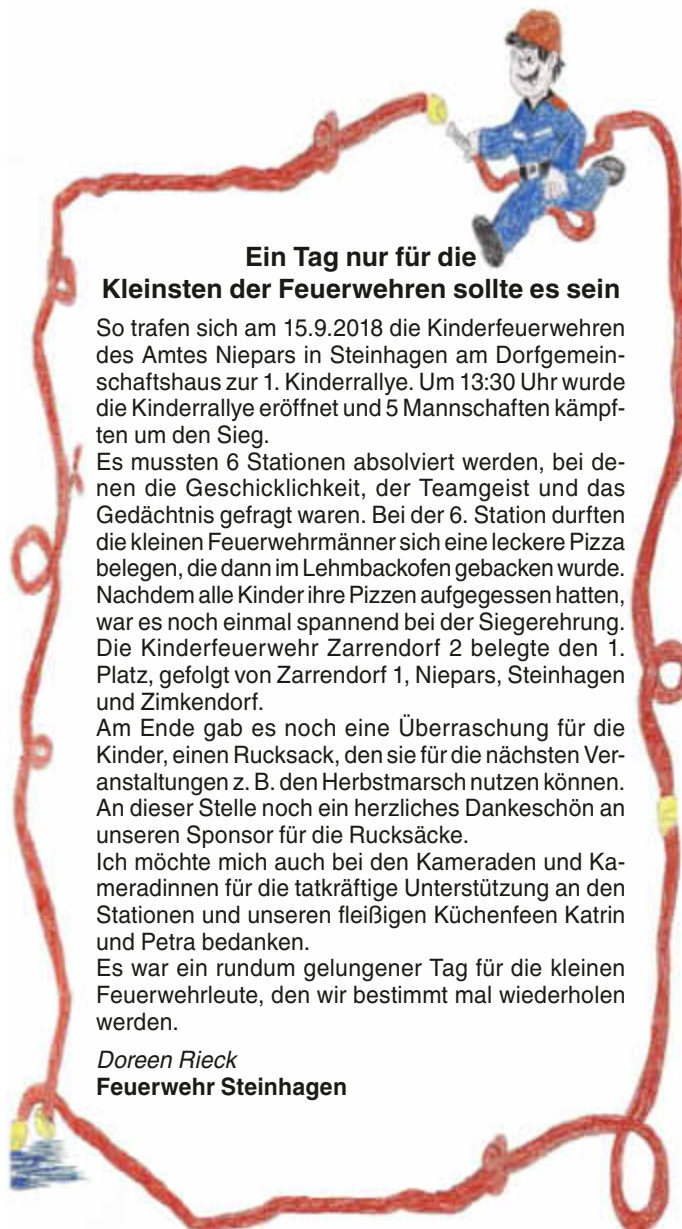 Ein Tag nur für die
Kleinsten der Feuerwehren sollte es sein
So trafen sich am 15.9.2018 die Kinderfeuerwehren
des Amtes Niepars in Steinhagen am Dorfgemein-
schaftshaus zur 1. Kinderrallye. Um 13:30 Uhr wurde
die Kinderrallye eröffnet und 5 Mannschaften kämpf-
ten um den Sieg.
Es mussten 6 Stationen absolviert werden, bei de-
nen die Geschicklichkeit, der Teamgeist und das
Gedächtnis gefragt waren. Bei der 6. Station durften
die kleinen Feuerwehrmänner sich eine leckere Pizza
belegen, die dann im Lehmbackofen gebacken wurde.
Nachdem alle Kinder ihre Pizzen aufgegessen hatten,
war es noch einmal spannend bei der Siegerehrung.
Die Kinderfeuerwehr Zarrendorf 2 belegte den 1.
Platz, gefolgt von Zarrendorf 1, Niepars, Steinhagen
und Zimkendorf.
Am Ende gab es noch eine Überraschung für die
Kinder, einen Rucksack, den sie für die nächsten Ver-
anstaltungen z. B. den Herbstmarsch nutzen können.
An dieser Stelle noch ein herzliches Dankeschön an
unseren Sponsor für die Rucksäcke.
Ich möchte mich auch bei den Kameraden und Ka-
meradinnen für die tatkräftige Unterstützung an den
Stationen und unseren fleißigen Küchenfeen Katrin
und Petra bedanken.
Es war ein rundum gelungener Tag für die kleinen
Feuerwehrleute, den wir bestimmt mal wiederholen
werden.
Doreen Rieck
Feuerwehr Steinhagen